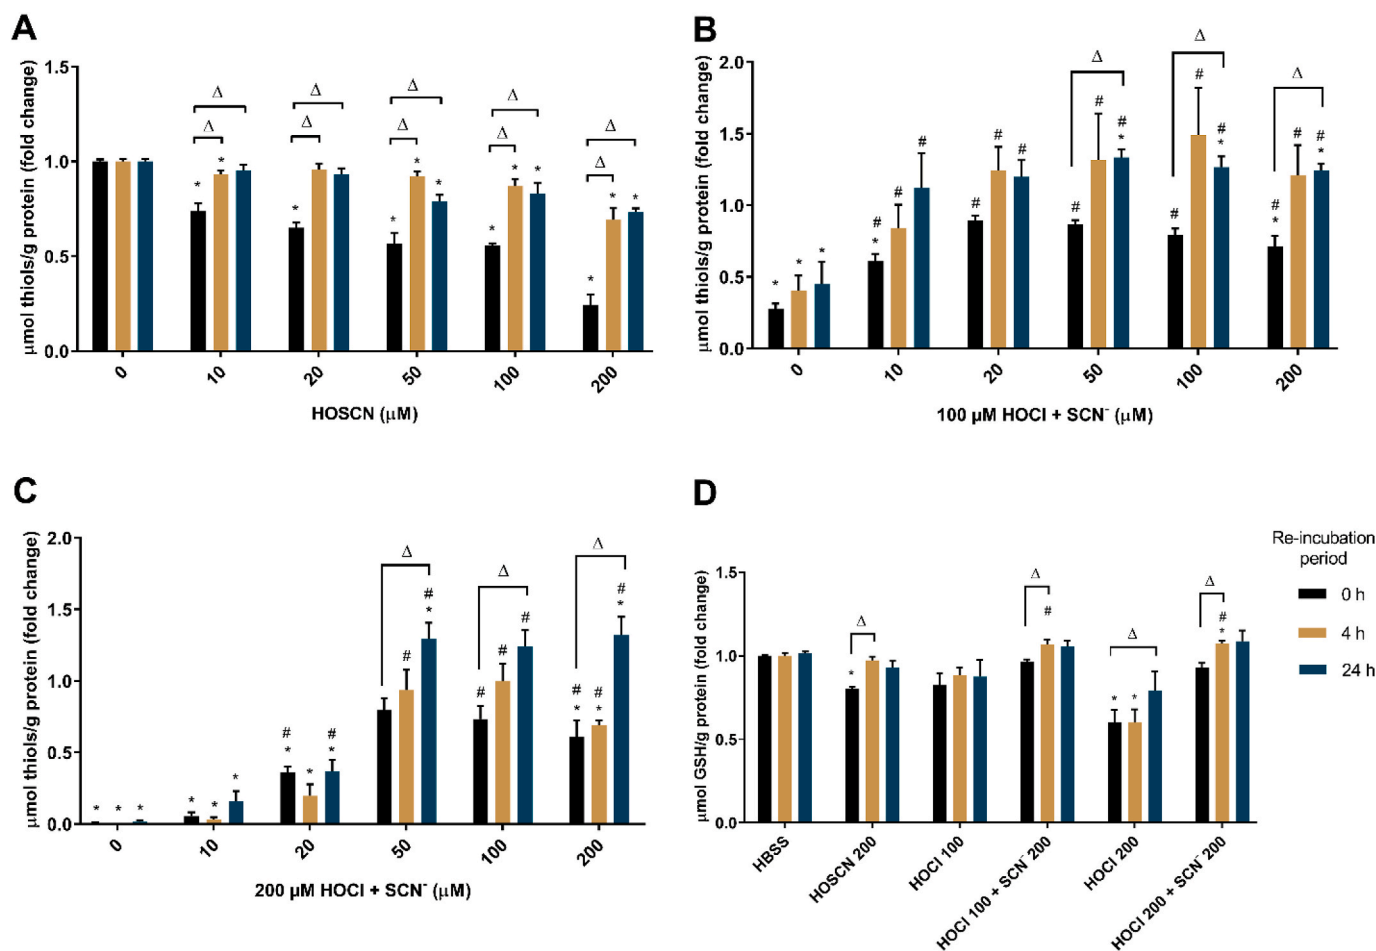 A
μmol thiols/g protein (fold change)
1.5
1.0
0.5
0.0
Δ Δ Δ Δ Δ
Δ Δ Δ Δ Δ
* * * * * * * * * * * * *
0 10 20 50 100 200
HOSCN (μM)
B
μmol thiols/g protein (fold change)
2.0
1.5
1.0
0.5
0.0
Δ Δ Δ
* * *
# * # #
# # #
# # # *
# # # *
# * # # *
0 10 20 50 100 200
100 μM HOCl + SCN⁻ (μM)
C
μmol thiols/g protein (fold change)
2.0
1.5
1.0
0.5
0.0
Δ Δ Δ
* * *
* * *
# * * # *
# # *
# # #
# * # * # *
0 10 20 50 100 200
200 μM HOCl + SCN⁻ (μM)
D
μmol GSH/g protein (fold change)
1.5
1.0
0.5
0.0
Δ Δ Δ Δ
* # * * # *
HBSS
HOSCN 200
HOCl 100
HOCl 100 + SCN⁻ 200
HOCl 200
HOCl 200 + SCN⁻ 200
Re-incubation
period
0 h
4 h
24 h